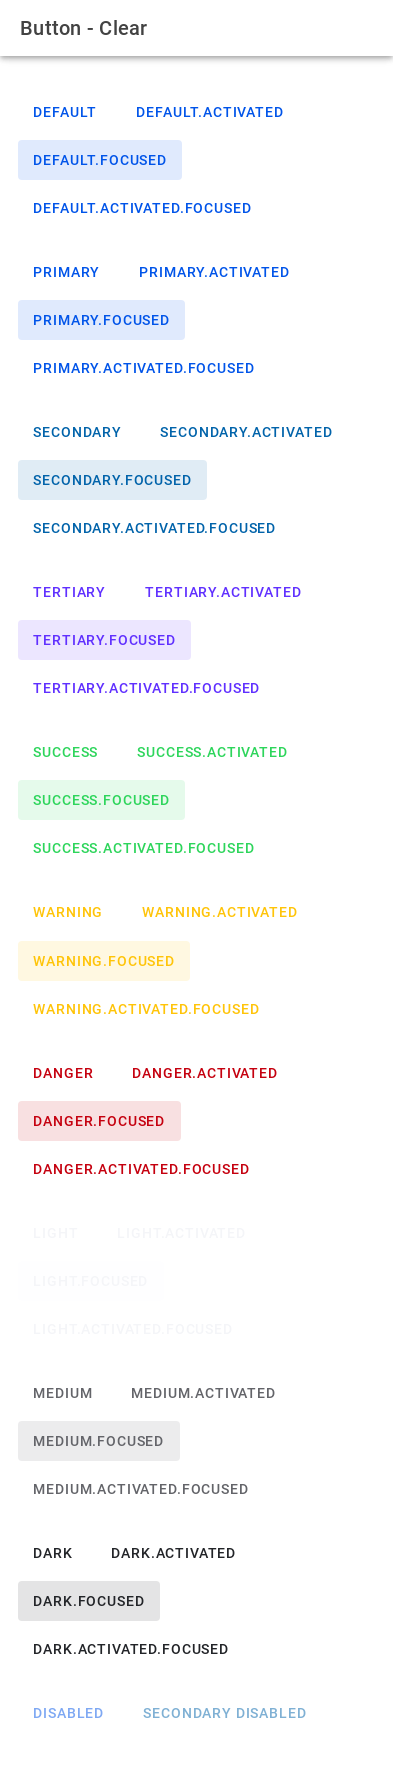 Button - Clear
DEFAULT DEFAULT.ACTIVATED
DEFAULT.FOCUSED
DEFAULT.ACTIVATED.FOCUSED
PRIMARY PRIMARY.ACTIVATED
PRIMARY.FOCUSED
PRIMARY.ACTIVATED.FOCUSED
SECONDARY SECONDARY.ACTIVATED
SECONDARY.FOCUSED
SECONDARY.ACTIVATED.FOCUSED
TERTIARY TERTIARY.ACTIVATED
TERTIARY.FOCUSED
TERTIARY.ACTIVATED.FOCUSED
SUCCESS SUCCESS.ACTIVATED
SUCCESS.FOCUSED
SUCCESS.ACTIVATED.FOCUSED
WARNING WARNING.ACTIVATED
WARNING.FOCUSED
WARNING.ACTIVATED.FOCUSED
DANGER DANGER.ACTIVATED
DANGER.FOCUSED
DANGER.ACTIVATED.FOCUSED
LIGHT LIGHT.ACTIVATED
LIGHT.FOCUSED
LIGHT.ACTIVATED.FOCUSED
MEDIUM MEDIUM.ACTIVATED
MEDIUM.FOCUSED
MEDIUM.ACTIVATED.FOCUSED
DARK DARK.ACTIVATED
DARK.FOCUSED
DARK.ACTIVATED.FOCUSED
DISABLED SECONDARY DISABLED